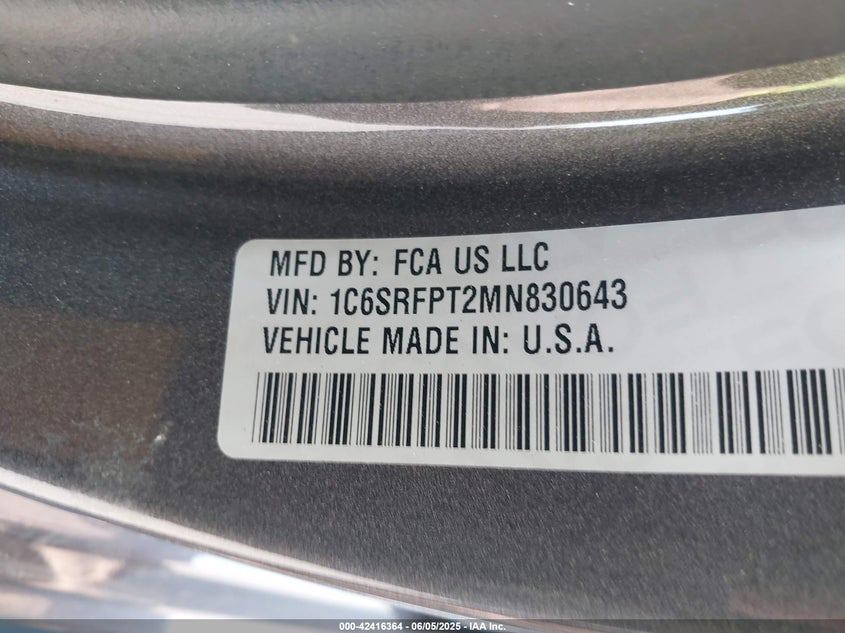 MFD BY: FCA US LLC
VIN: 1C6SRFPT2MN830643
VEHICLE MADE IN: U.S.A.
000-42416364 - 06/05/2025 - IAA Inc.